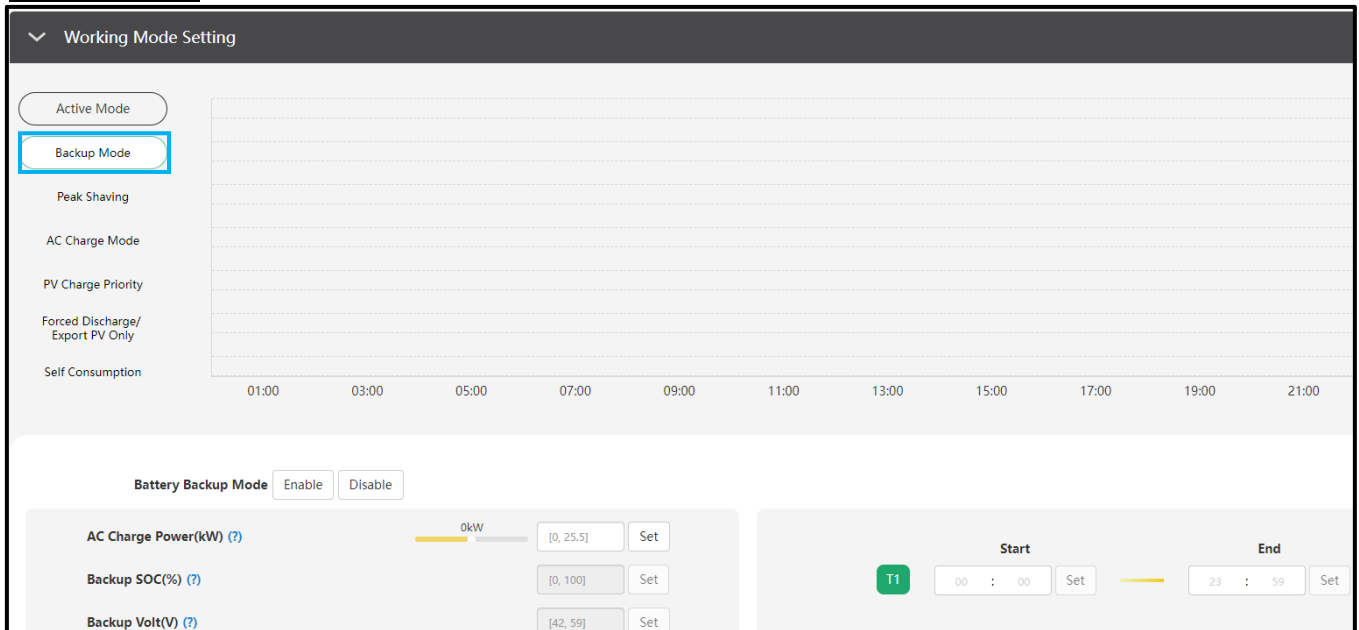 Working Mode Setting
Active Mode
Backup Mode
Peak Shaving
AC Charge Mode
PV Charge Priority
Forced Discharge/
Export PV Only
Self Consumption
01:00 03:00 05:00 07:00 09:00 11:00 13:00 15:00 17:00 19:00 21:00
Battery Backup Mode Enable Disable
AC Charge Power(kW) (?) 0kW [0, 25.5] Set
Backup SOC(%) (?) [0, 100] Set
Backup Volt(V) (?) [42, 59] Set
Start End
T1 00 : 00 Set 23 : 59 Set